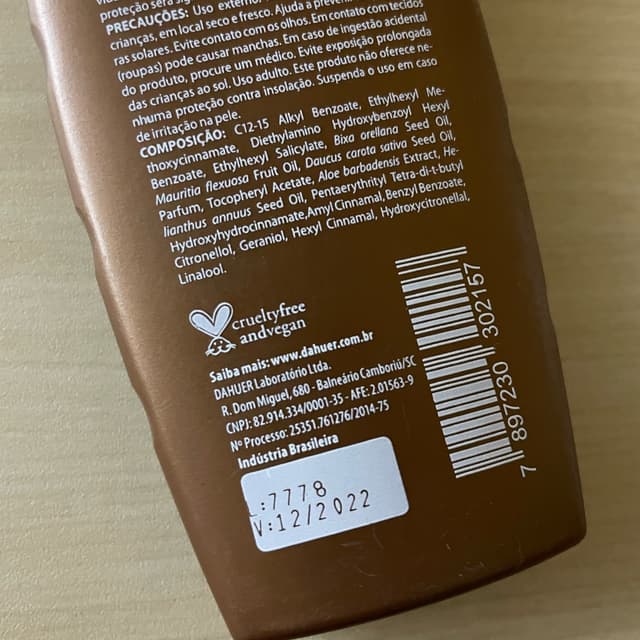 proteção será
PRECAUÇÕES: Uso externo.
crianças, em local seco e fresco. Ajuda a prevenir
ras solares. Evite contato com os olhos. Em contato com tecidos
(roupas) pode causar manchas. Em caso de ingestão acidental
do produto, procure um médico. Evite exposição prolongada
das crianças ao sol. Uso adulto. Este produto não oferece ne-
nhuma proteção contra insolação. Suspenda o uso em caso
de irritação na pele.
COMPOSIÇÃO: C12-15 Alkyl Benzoate, Ethylhexyl Me-
thoxycinnamate, Diethylamino Hydroxybenzoyl Hexyl
Benzoate, Ethylhexyl Salicylate, Bixa orellana Seed Oil,
Mauritia flexuosa Fruit Oil, Daucus carota sativa Seed Oil,
Parfum, Tocopheryl Acetate, Aloe barbadensis Extract, He-
lianthus annuus Seed Oil, Pentaerythrityl Tetra-di-t-butyl
Hydroxyhydrocinnamate, Amyl Cinnamal, Benzyl Benzoate,
Citronellol, Geraniol, Hexyl Cinnamal, Hydroxycitronellal,
Linalool.
crueltyfree
andvegan
Saiba mais: www.dahuer.com.br
DAHUER Laboratório Ltda.
R. Dom Miguel, 680 - Balneário Camboriú/SC
CNPJ: 82.914.334/0001-35 - AFE: 2.01563-9
Nº Processo: 25351.761276/2014-75
Indústria Brasileira
L:7778
V:12/2022
7 897230 302157